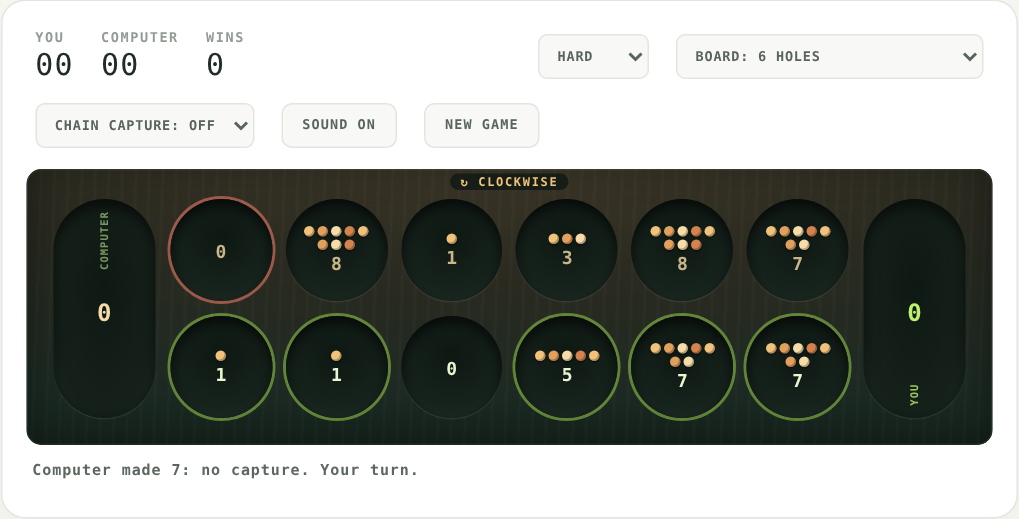 YOU COMPUTER WINS
00 00 0
HARD
BOARD: 6 HOLES
CHAIN CAPTURE: OFF
SOUND ON
NEW GAME
↻ CLOCKWISE
COMPUTER
0
0 8 1 3 8 7
1 1 0 5 7 7
0
YOU
Computer made 7: no capture. Your turn.